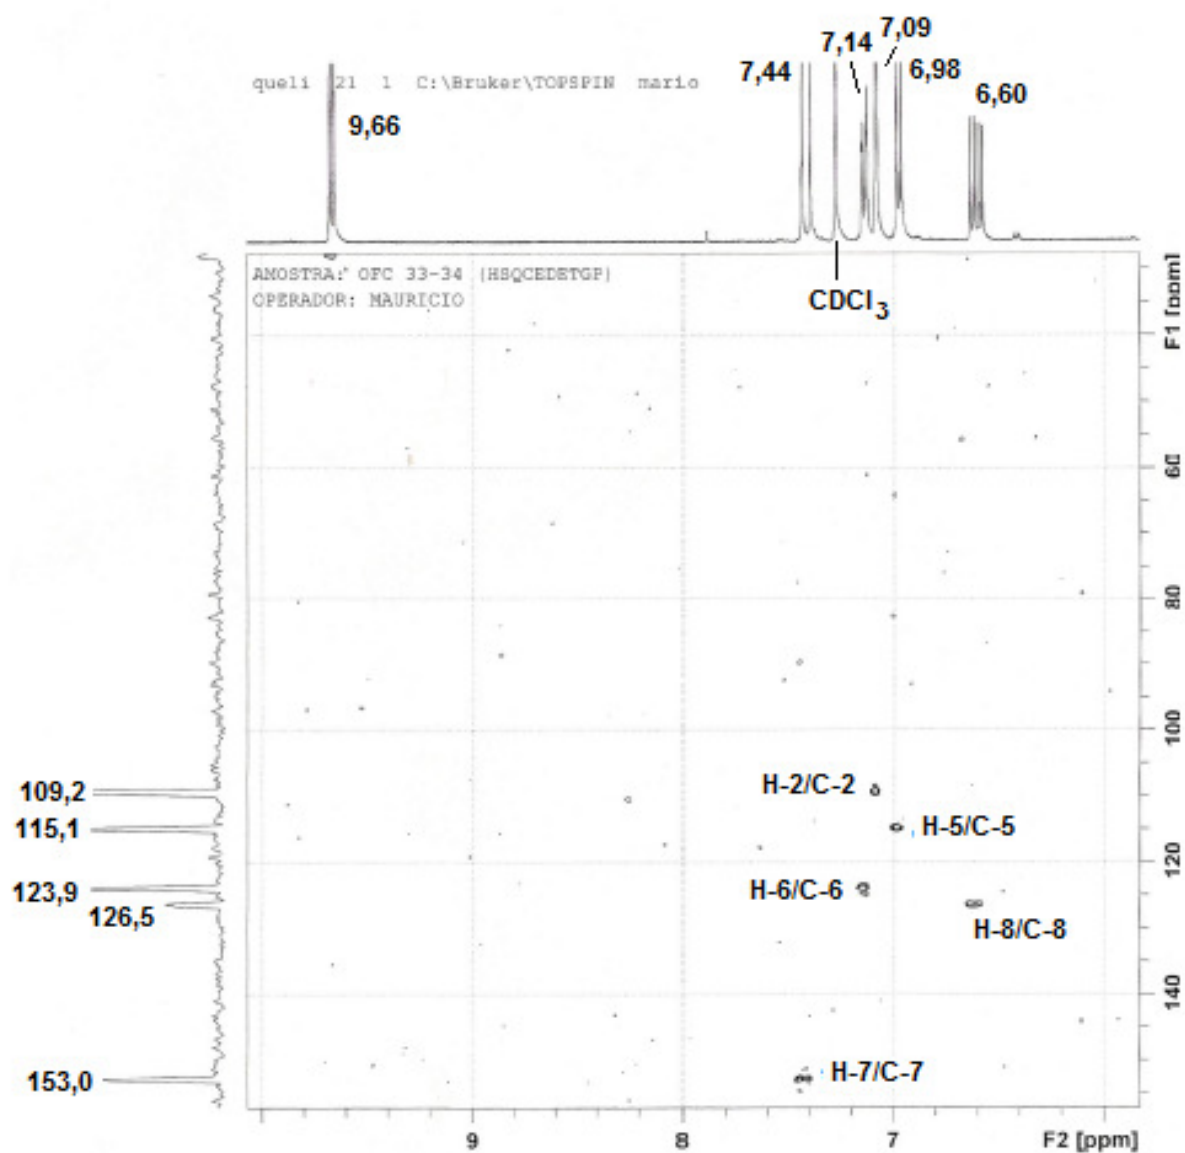 7,09
7,14
7,44
6,98
queli 21 1 C:\Bruker\TOPSPIN mario
6,60
9,66
AMOSTRA: OFC 33-34 (HSQCEDETGP)
OPERADOR: MAURICIO
CDCl3
F1 [ppm]
60
80
100
109,2
H-2/C-2
115,1
H-5/C-5
120
123,9
H-6/C-6
126,5
H-8/C-8
140
153,0
H-7/C-7
9
8
7
F2 [ppm]